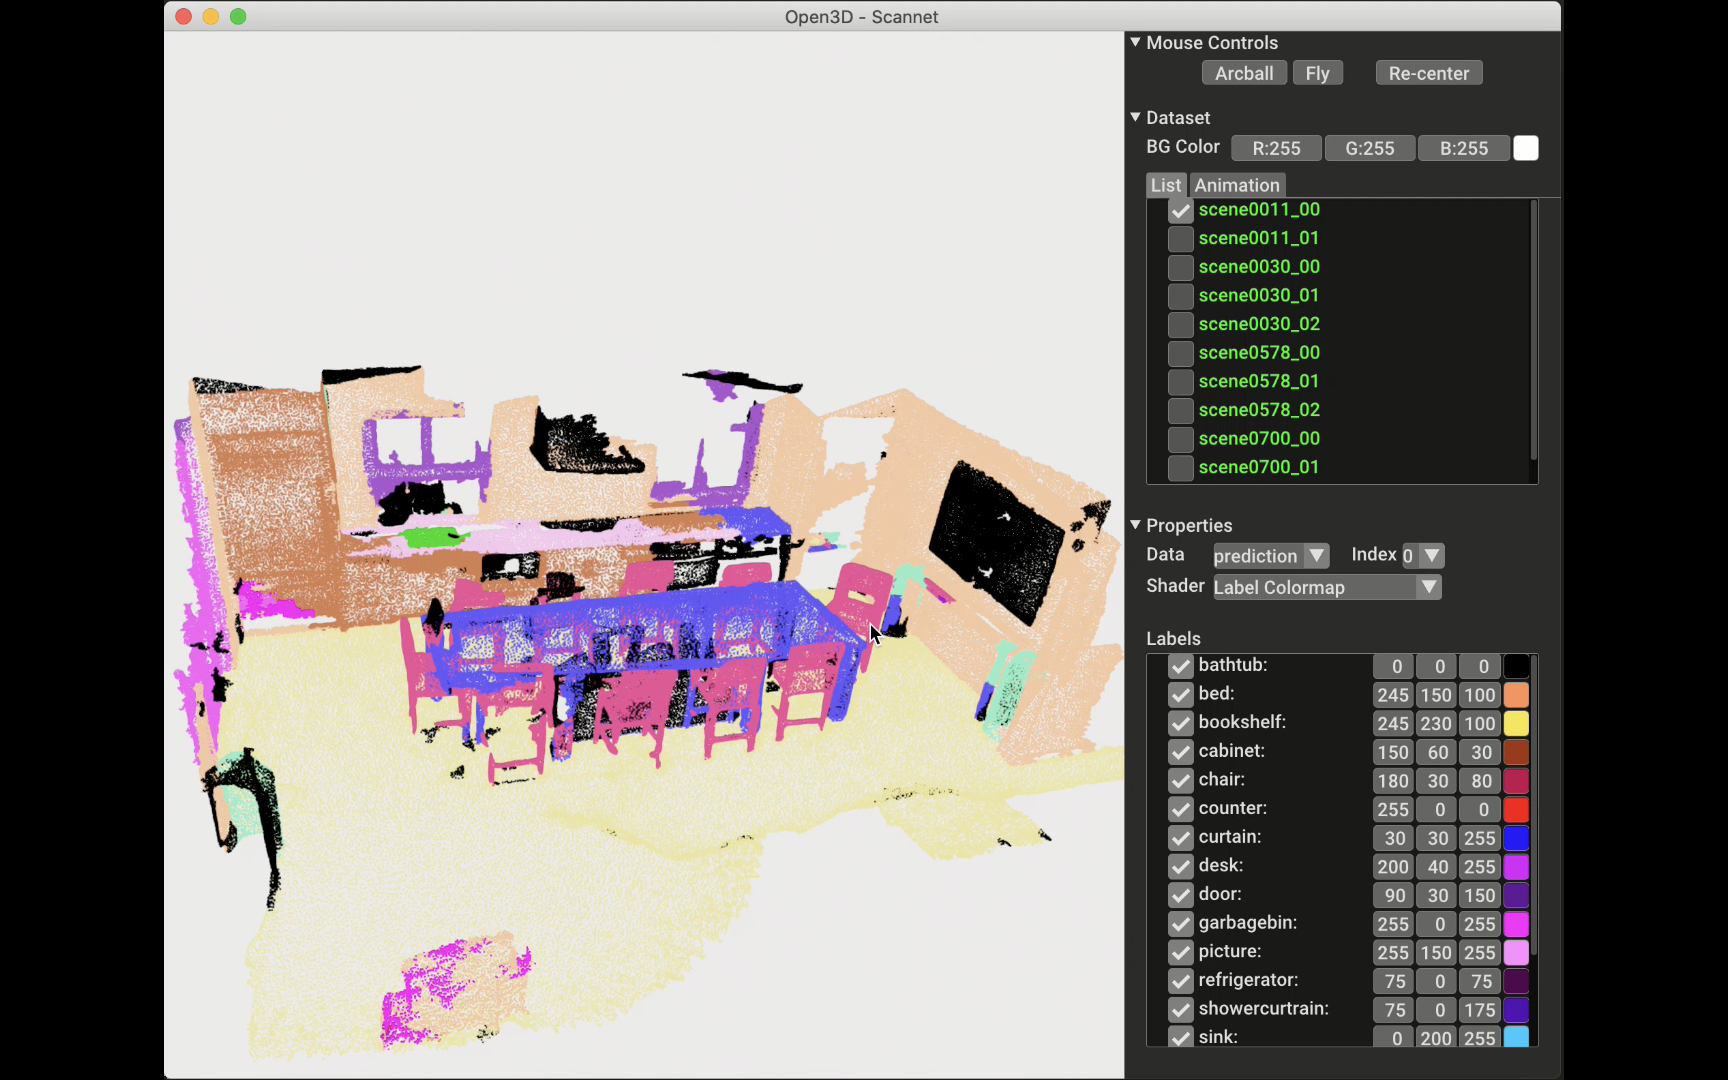 Open3D - Scannet
Mouse Controls
Arcball Fly Re-center
Dataset
BG Color R:255 G:255 B:255
List Animation
scene0011_00
scene0011_01
scene0030_00
scene0030_01
scene0030_02
scene0578_00
scene0578_01
scene0578_02
scene0700_00
scene0700_01
Properties
Data prediction Index 0
Shader Label Colormap
Labels
bathtub: 0 0 0
bed: 245 150 100
bookshelf: 245 230 100
cabinet: 150 60 30
chair: 180 30 80
counter: 255 0 0
curtain: 30 30 255
desk: 200 40 255
door: 90 30 150
garbagebin: 255 0 255
picture: 255 150 255
refrigerator: 75 0 75
showercurtrain: 75 0 175
sink: 0 200 255